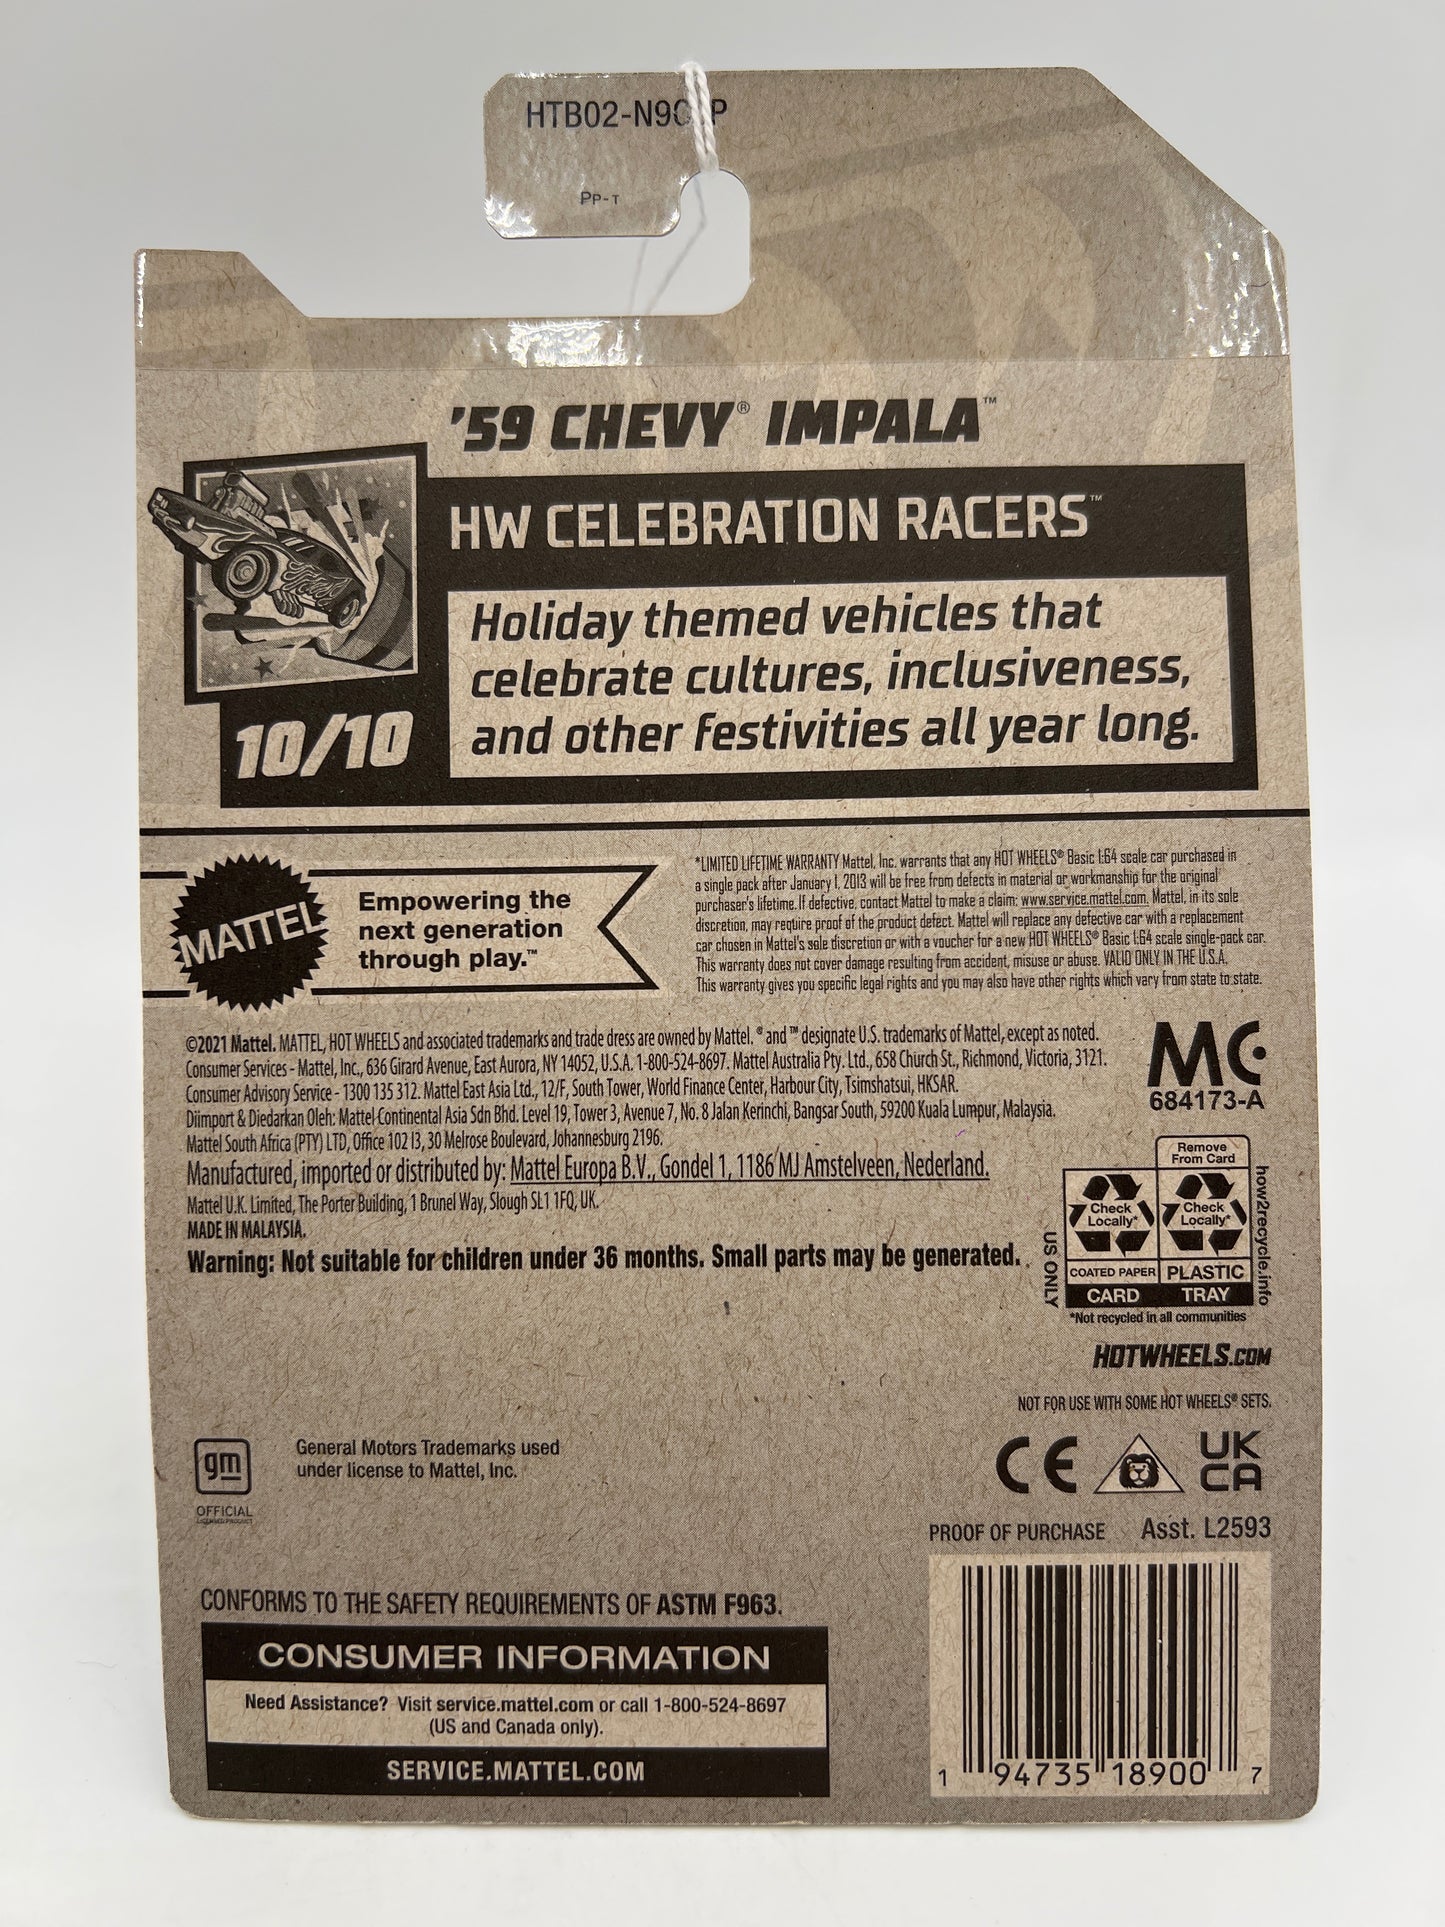 HTB02-N9
PP-T
'59 CHEVY® IMPALA™
HW CELEBRATION RACERS™
Holiday themed vehicles that
celebrate cultures, inclusiveness,
and other festivities all year long.
10/10
MATTEL
Empowering the
next generation
through play.™
*LIMITED LIFETIME WARRANTY Mattel, Inc. warrants that any HOT WHEELS® Basic 1:64 scale car purchased in
a single pack after January 1, 2013 will be free from defects in material or workmanship for the original
purchaser's lifetime. If defective, contact Mattel to make a claim: www.service.mattel.com. Mattel, in its sole
discretion, may require proof of the product defect. Mattel will replace any defective car with a replacement
car chosen in Mattel's sole discretion or with a voucher for a new HOT WHEELS® Basic 1:64 scale single-pack car.
This warranty does not cover damage resulting from accident, misuse or abuse. VALID ONLY IN THE U.S.A.
This warranty gives you specific legal rights and you may also have other rights which vary from state to state.
©2021 Mattel. MATTEL, HOT WHEELS and associated trademarks and trade dress are owned by Mattel. ® and ™ designate U.S. trademarks of Mattel, except as noted.
Consumer Services - Mattel, Inc., 636 Girard Avenue, East Aurora, NY 14052, U.S.A. 1-800-524-8697. Mattel Australia Pty. Ltd., 658 Church St., Richmond, Victoria, 3121.
Consumer Advisory Service - 1300 135 312. Mattel East Asia Ltd., 12/F, South Tower, World Finance Center, Harbour City, Tsimshatsui, HKSAR.
Diimport & Diedarkan Oleh: Mattel Continental Asia Sdn Bhd. Level 19, Tower 3, Avenue 7, No. 8 Jalan Kerinchi, Bangsar South, 59200 Kuala Lumpur, Malaysia.
Mattel South Africa (PTY) LTD, Office 102 I3, 30 Melrose Boulevard, Johannesburg 2196.
Manufactured, imported or distributed by: Mattel Europa B.V., Gondel 1, 1186 MJ Amstelveen, Nederland.
Mattel U.K. Limited, The Porter Building, 1 Brunel Way, Slough SL1 1FQ, UK.
MADE IN MALAYSIA.
Warning: Not suitable for children under 36 months. Small parts may be generated.
MC
684173-A
Remove
From Card
Check
Locally*
Check
Locally*
COATED PAPER
PLASTIC
CARD
TRAY
US ONLY
how2recycle.info
*Not recycled in all communities
HOTWHEELS.COM
NOT FOR USE WITH SOME HOT WHEELS® SETS.
gm
OFFICIAL
LICENSED PRODUCT
General Motors Trademarks used
under license to Mattel, Inc.
CE
UK
CA
PROOF OF PURCHASE
Asst. L2593
CONFORMS TO THE SAFETY REQUIREMENTS OF ASTM F963.
CONSUMER INFORMATION
Need Assistance? Visit service.mattel.com or call 1-800-524-8697
(US and Canada only).
SERVICE.MATTEL.COM
1 94735 18900 7